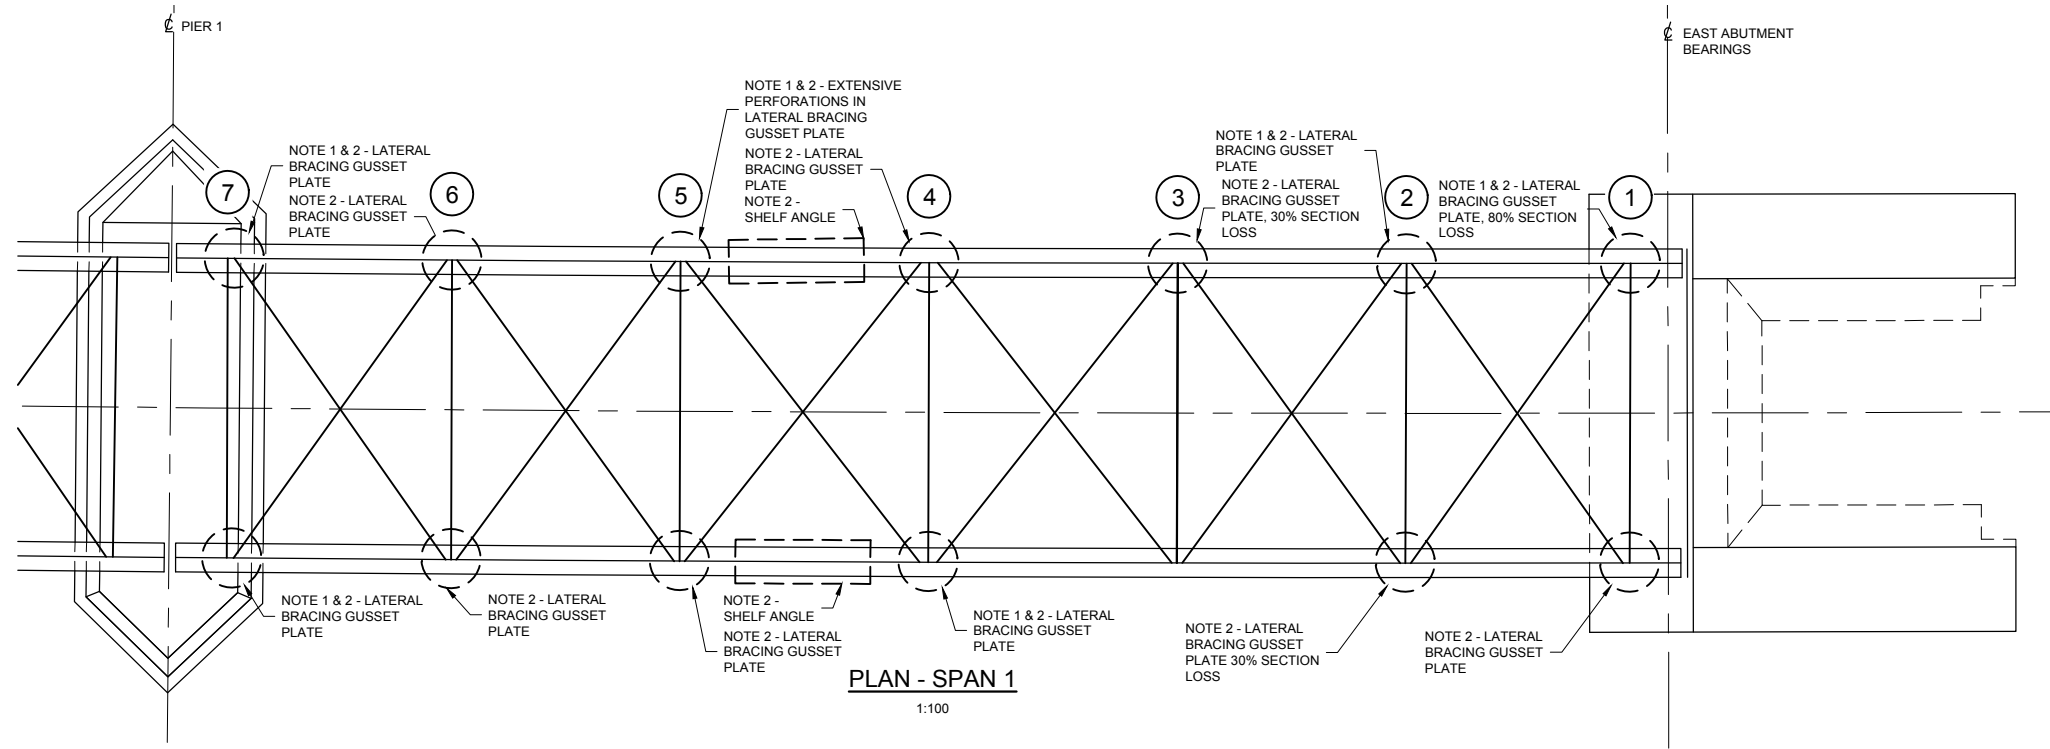 ℄ PIER 1
℄ EAST ABUTMENT
BEARINGS
NOTE 1 & 2 - EXTENSIVE
PERFORATIONS IN
LATERAL BRACING
GUSSET PLATE
NOTE 2 - LATERAL
BRACING GUSSET
PLATE
NOTE 2 -
SHELF ANGLE
NOTE 1 & 2 - LATERAL
BRACING GUSSET
PLATE
NOTE 2 - LATERAL
BRACING GUSSET
PLATE
NOTE 1 & 2 - LATERAL
BRACING GUSSET
PLATE
NOTE 2 - LATERAL
BRACING GUSSET
PLATE, 30% SECTION
LOSS
NOTE 1 & 2 - LATERAL
BRACING GUSSET
PLATE, 80% SECTION
LOSS
7
6
5
4
3
2
1
NOTE 1 & 2 - LATERAL
BRACING GUSSET
PLATE
NOTE 2 - LATERAL
BRACING GUSSET
PLATE
NOTE 2 -
SHELF ANGLE
NOTE 2 - LATERAL
BRACING GUSSET
PLATE
NOTE 1 & 2 - LATERAL
BRACING GUSSET
PLATE
NOTE 2 - LATERAL
BRACING GUSSET
PLATE 30% SECTION
LOSS
NOTE 2 - LATERAL
BRACING GUSSET
PLATE
PLAN - SPAN 1
1:100